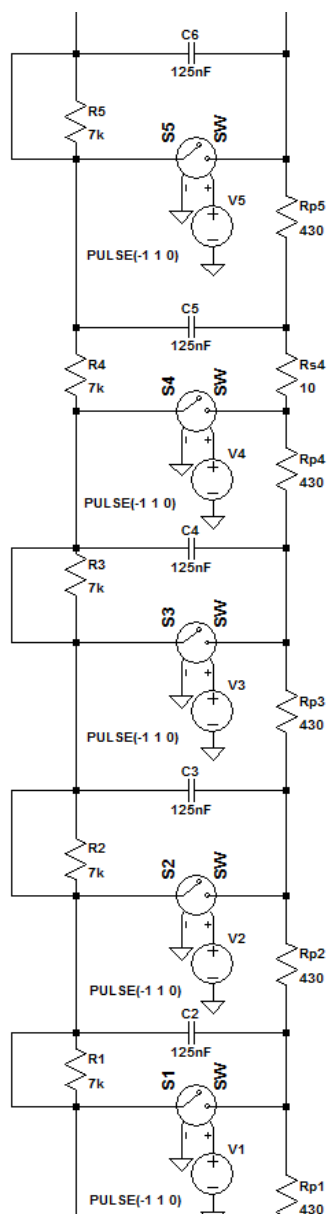 C6
125nF
R5
7k
S5
SW
V5
Rp5
430
PULSE(-1 1 0)
C5
125nF
R4
7k
Rs4
10
S4
SW
V4
Rp4
430
PULSE(-1 1 0)
C4
125nF
R3
7k
S3
SW
V3
Rp3
430
PULSE(-1 1 0)
C3
125nF
R2
7k
S2
SW
V2
Rp2
430
PULSE(-1 1 0)
C2
125nF
R1
7k
S1
SW
V1
Rp1
430
PULSE(-1 1 0)